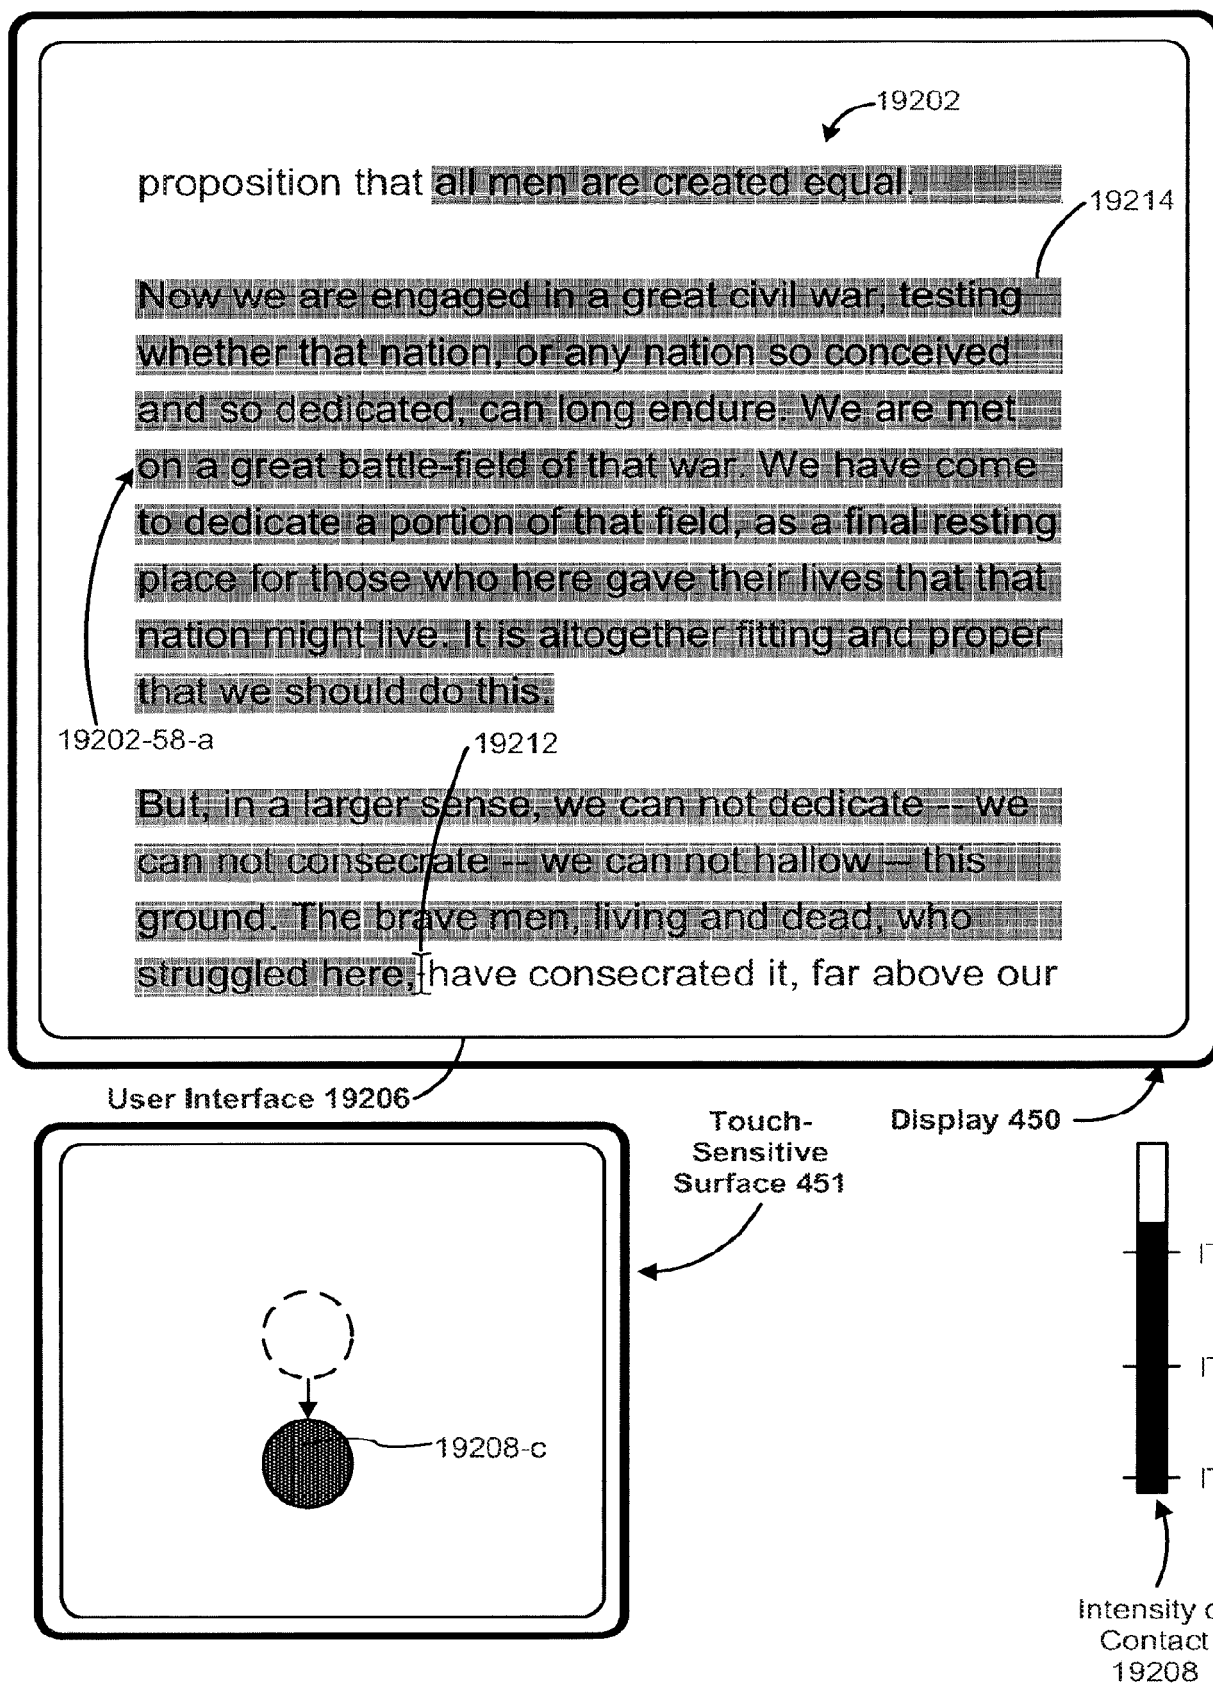 19202
proposition that all men are created equal.
19214
Now we are engaged in a great civil war, testing
whether that nation, or any nation so conceived
and so dedicated, can long endure. We are met
on a great battle-field of that war. We have come
to dedicate a portion of that field, as a final resting
place for those who here gave their lives that that
nation might live. It is altogether fitting and proper
that we should do this.
19202-58-a
19212
But, in a larger sense, we can not dedicate -- we
can not consecrate -- we can not hallow -- this
ground. The brave men, living and dead, who
struggled here, have consecrated it, far above our
User Interface 19206
Display 450
Touch-
Sensitive
Surface 451
19208-c
Intensity
Contact
19208